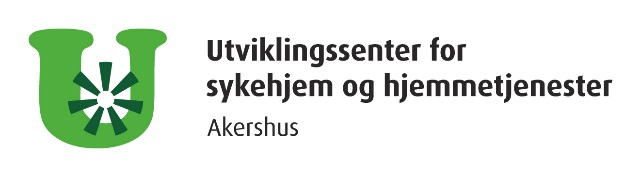 Utviklingssenter for
sykehjem og hjemmetjenester
Akershus